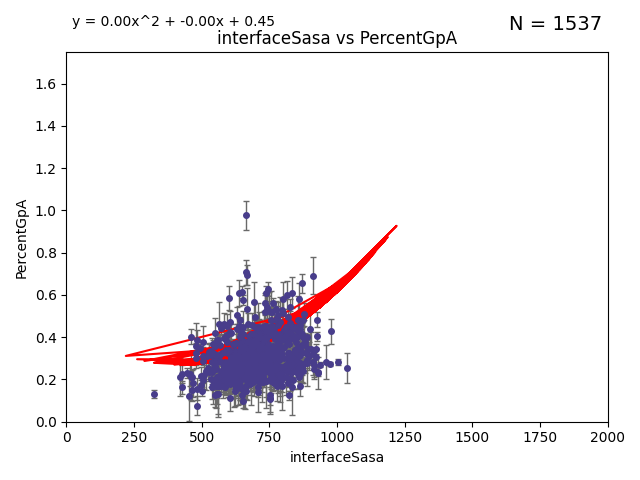 y = 0.00x^2 + -0.00x + 0.45
N = 1537
interfaceSasa vs PercentGpA
PercentGpA
1.6
1.4
1.2
1.0
0.8
0.6
0.4
0.2
0.0
0 250 500 750 1000 1250 1500 1750 2000
interfaceSasa